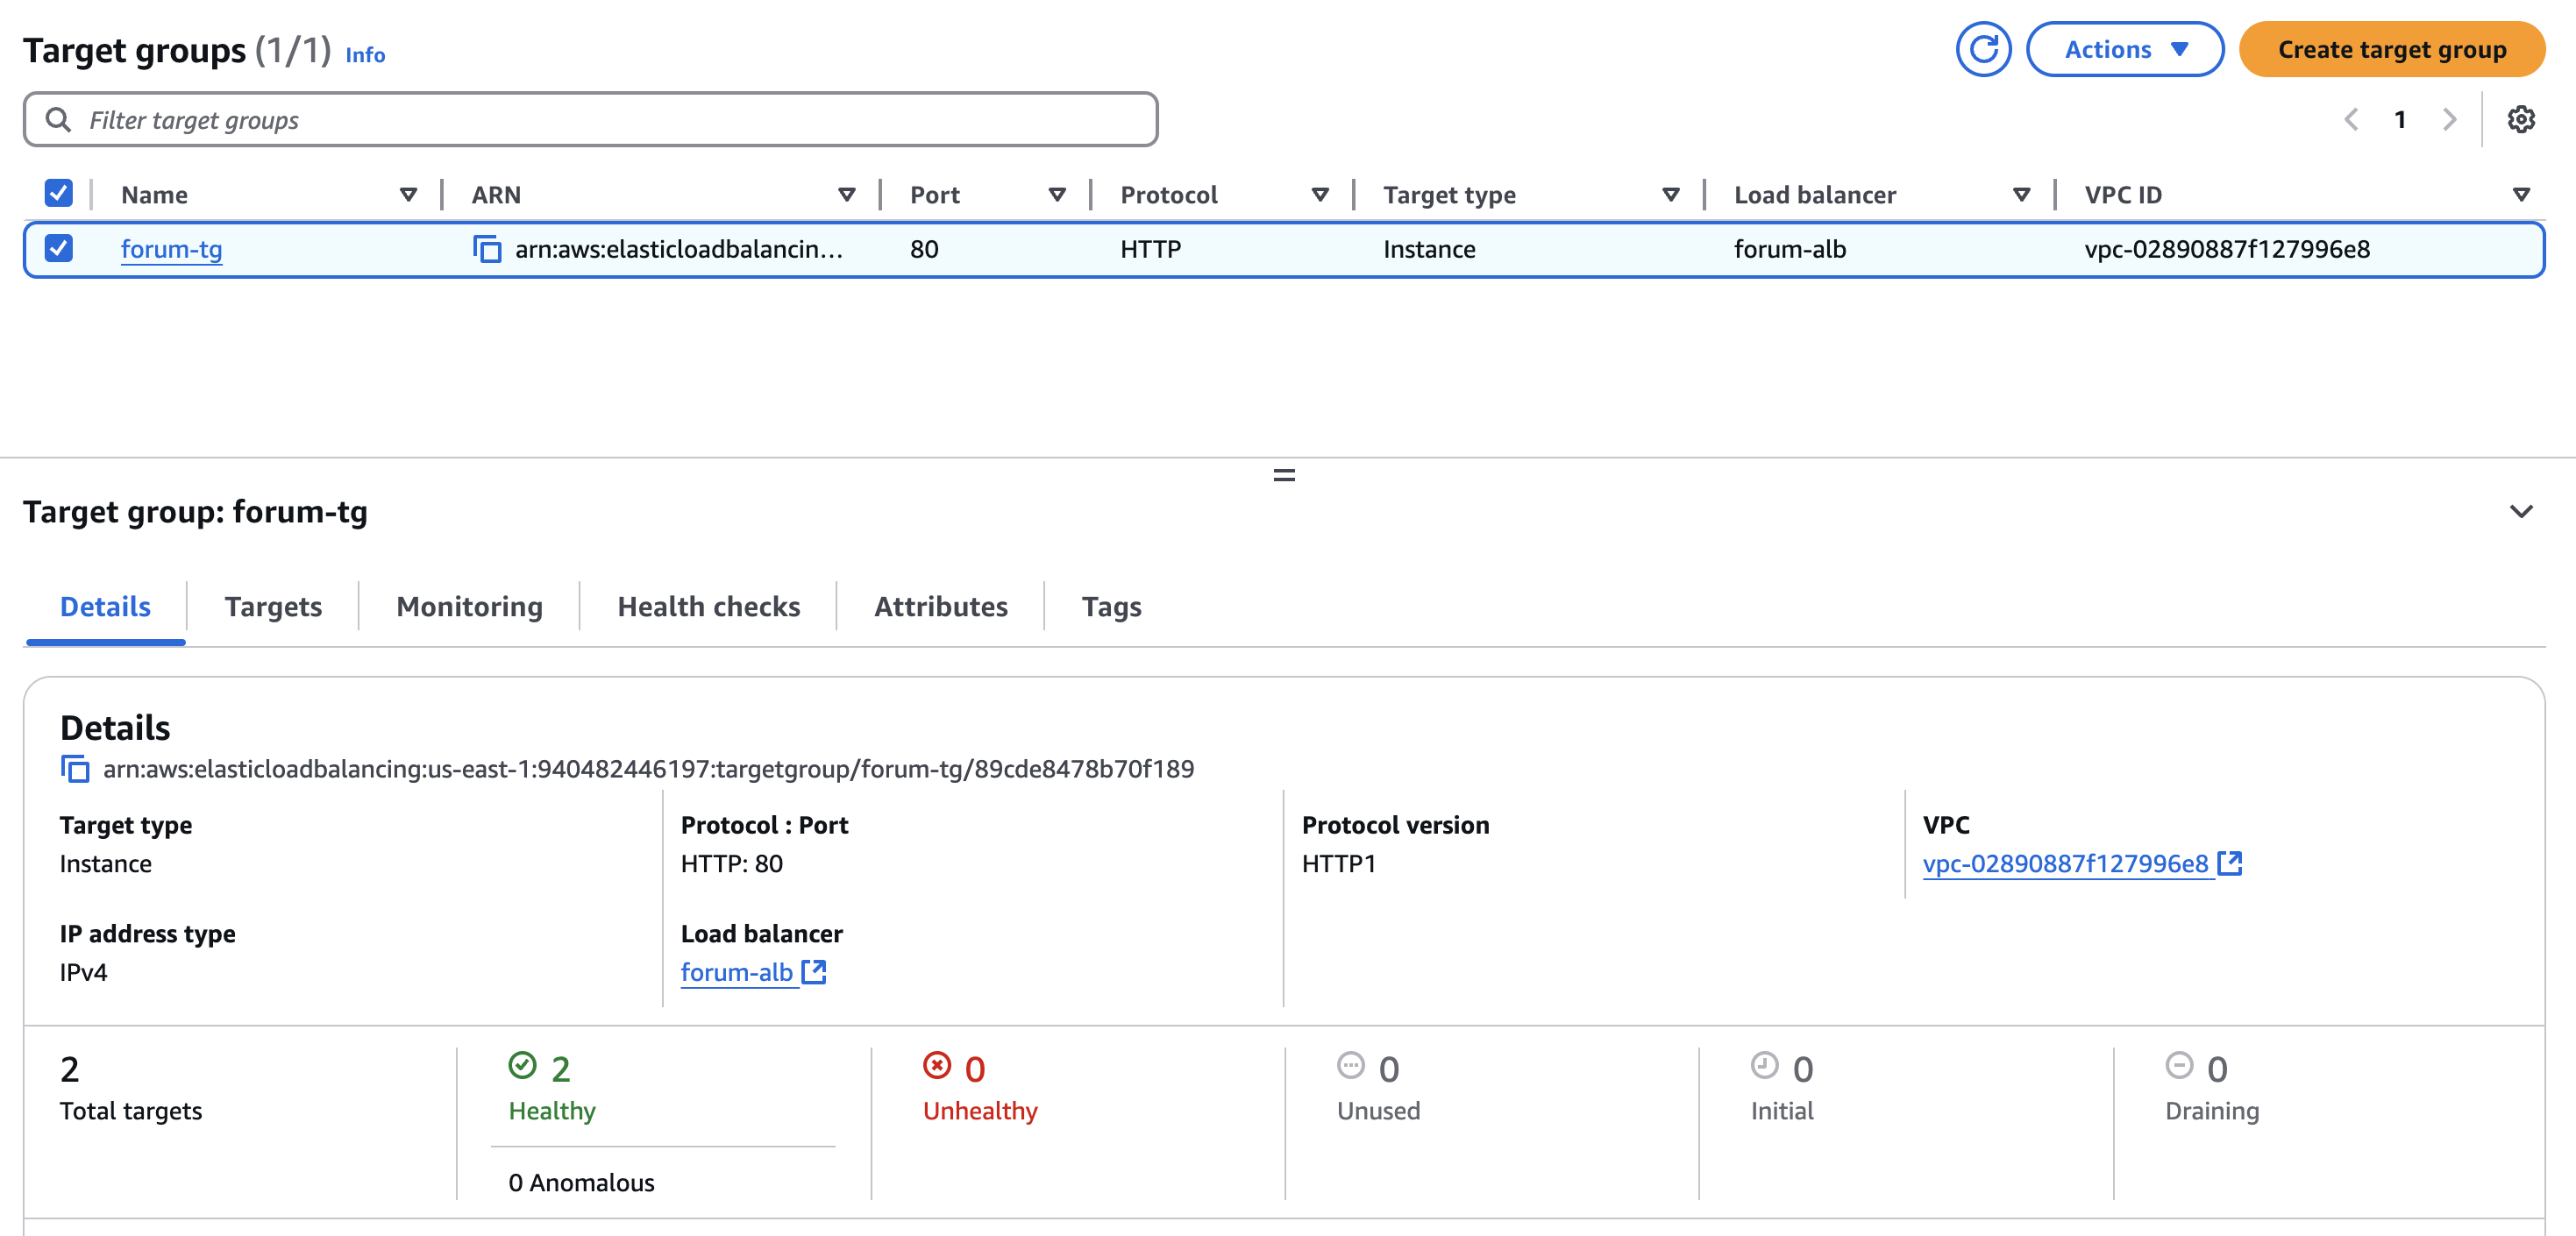 Target groups (1/1) Info
Actions
Create target group
Filter target groups
1
Name ARN Port Protocol Target type Load balancer VPC ID
forum-tg arn:aws:elasticloadbalancin... 80 HTTP Instance forum-alb vpc-02890887f127996e8
Target group: forum-tg
Details Targets Monitoring Health checks Attributes Tags
Details
arn:aws:elasticloadbalancing:us-east-1:940482446197:targetgroup/forum-tg/89cde8478b70f189
Target type
Instance
Protocol : Port
HTTP: 80
Protocol version
HTTP1
VPC
vpc-02890887f127996e8
IP address type
IPv4
Load balancer
forum-alb
2
Total targets
2
Healthy
0 Anomalous
0
Unhealthy
0
Unused
0
Initial
0
Draining